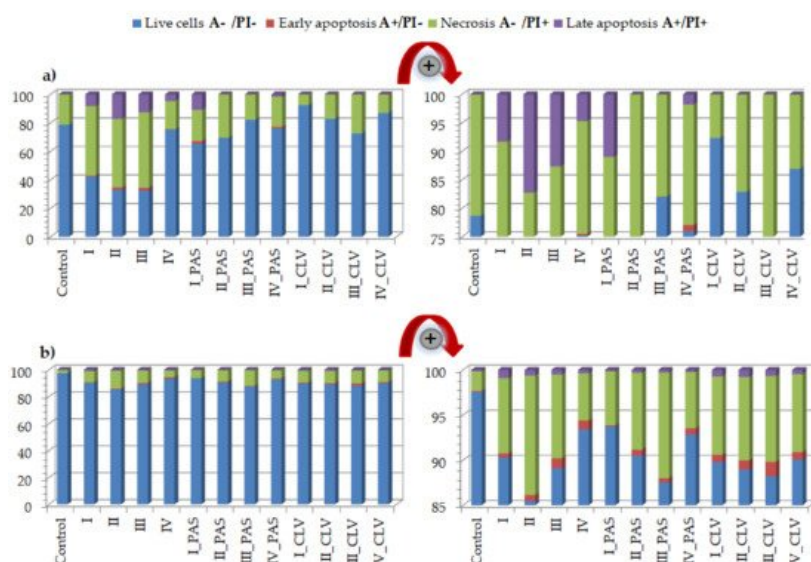 Live cells A- /PI- Early apoptosis A+/PI- Necrosis A- /PI+ Late apoptosis A+/PI+
a)
+
100
80
60
40
20
0
Control
I
II
III
IV
I_PAS
II_PAS
III_PAS
IV_PAS
I_CLV
II_CLV
III_CLV
IV_CLV
100
95
90
85
80
75
Control
I
II
III
IV
I_PAS
II_PAS
III_PAS
IV_PAS
I_CLV
II_CLV
III_CLV
IV_CLV
b)
+
100
80
60
40
20
0
Control
I
II
III
IV
I_PAS
II_PAS
III_PAS
IV_PAS
I_CLV
II_CLV
II_CLV
V_CLV
100
95
90
85
Control
I
II
III
IV
I_PAS
II_PAS
III_PAS
IV_PAS
I_CLV
II_CLV
II_CLV
V_CLV